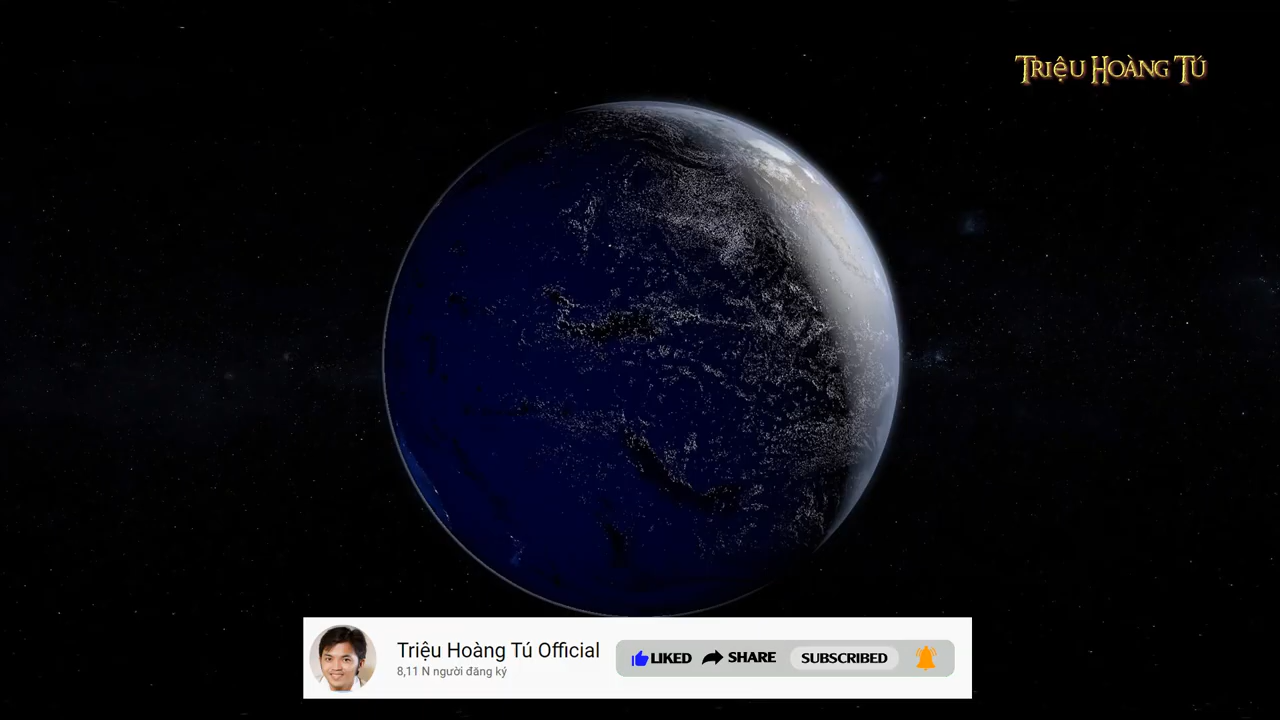 Triệu Hoàng Tú
Triệu Hoàng Tú Official
8,11 N người đăng ký
LIKED SHARE SUBSCRIBED